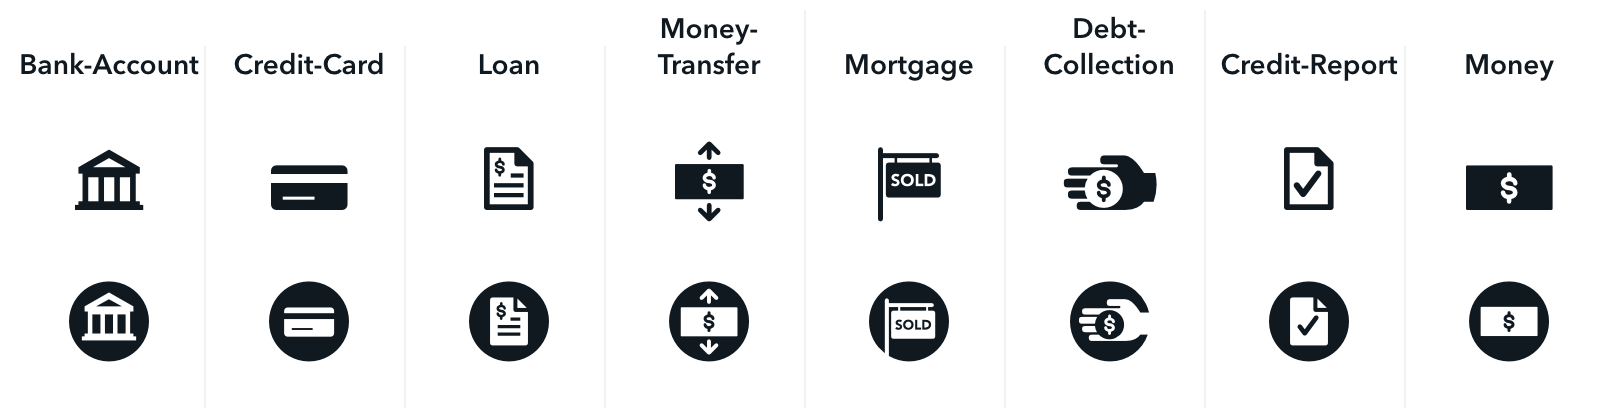 Bank-Account
Credit-Card
Loan
Money-
Transfer
Mortgage
Debt-
Collection
Credit-Report
Money
$
$
SOLD
$
$
$
$
SOLD
$
$